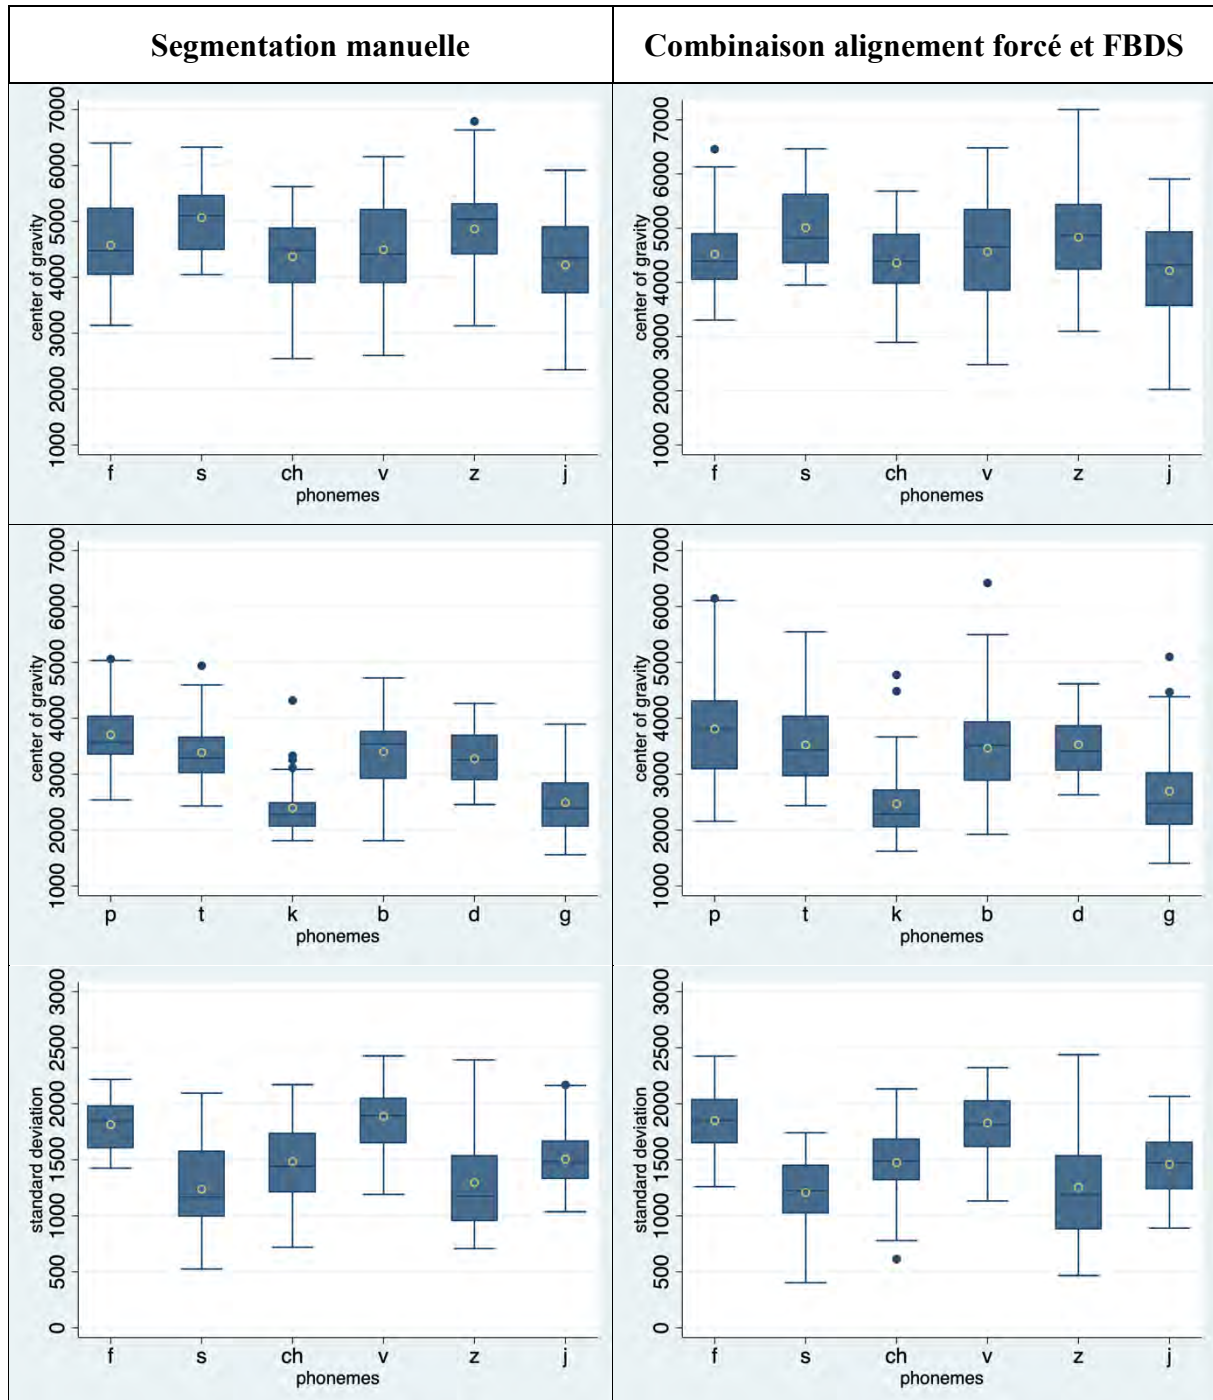 Segmentation manuelle
Combinaison alignement forcé et FBDS
center of gravity
1000 2000 3000 4000 5000 6000 7000
f s ch v z j
phonemes
center of gravity
1000 2000 3000 4000 5000 6000 7000
f s ch v z j
phonemes
center of gravity
1000 2000 3000 4000 5000 6000 7000
p t k b d g
phonemes
center of gravity
1000 2000 3000 4000 5000 6000 7000
p t k b d g
phonemes
standard deviation
0 500 1000 1500 2000 2500 3000
f s ch v z j
phonemes
standard deviation
0 500 1000 1500 2000 2500 3000
f s ch v z j
phonemes